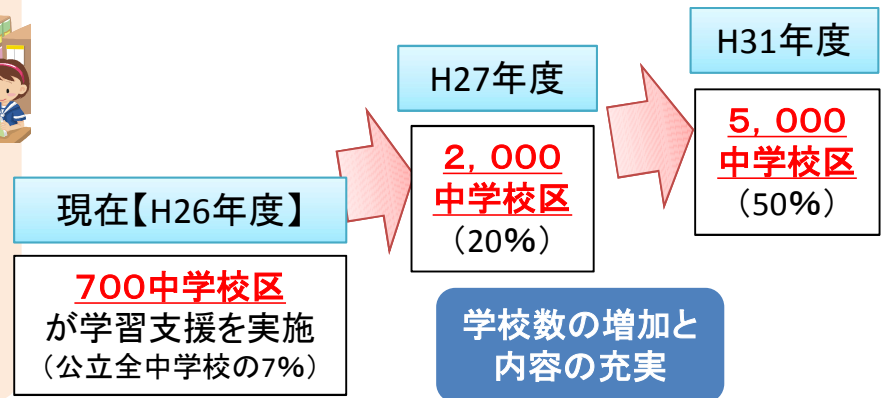 現在【H26年度】
700中学校区
が学習支援を実施
（公立全中学校の7%）
H27年度
２，０００
中学校区
（20%）
H31年度
５，０００
中学校区
（50%）
学校数の増加と
内容の充実